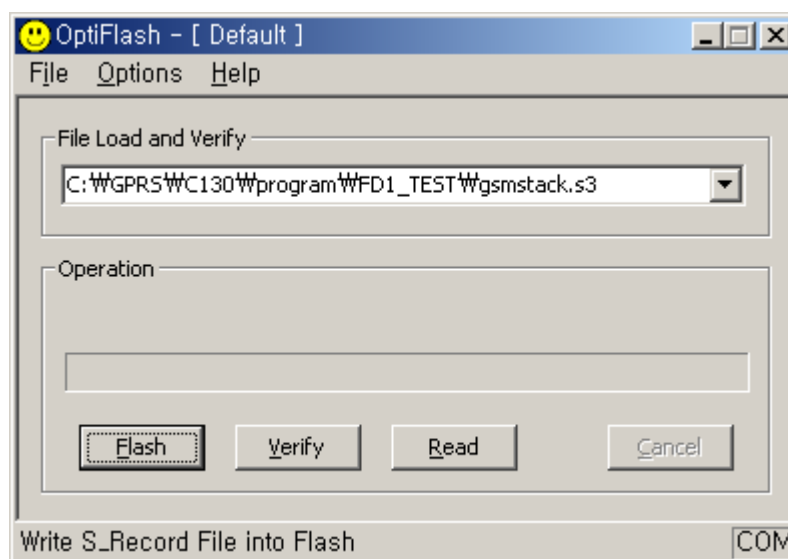 OptiFlash - [ Default ]
File Options Help
File Load and Verify
C:₩GPRS₩C130₩program₩FD1_TEST₩gsmstack.s3
Operation
Flash Verify Read Cancel
Write S_Record File into Flash COM